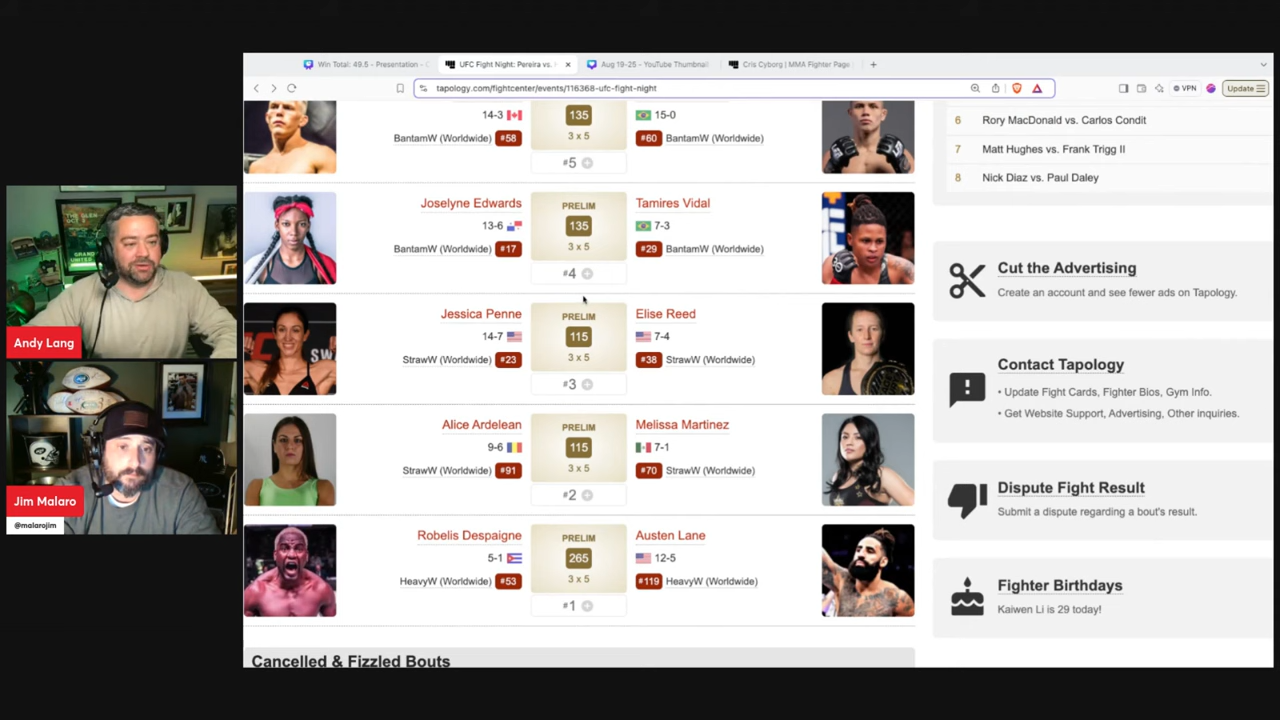 Win Total: 49.5 - Presentation - C
UFC Fight Night: Pereira vs.
Aug 19-25 - YouTube Thumbnail
Cris Cyborg | MMA Fighter Page
tapology.com/fightcenter/events/116368-ufc-fight-night
VPN
Update
14-3
135
15-0
BantamW (Worldwide) #58
3 x 5
#60 BantamW (Worldwide)
#5
Joselyne Edwards
PRELIM
Tamires Vidal
13-6
135
7-3
BantamW (Worldwide) #17
3 x 5
#29 BantamW (Worldwide)
#4
Jessica Penne
PRELIM
Elise Reed
14-7
115
7-4
StrawW (Worldwide) #23
3 x 5
#38 StrawW (Worldwide)
#3
Alice Ardelean
PRELIM
Melissa Martinez
9-6
115
7-1
StrawW (Worldwide) #91
3 x 5
#70 StrawW (Worldwide)
#2
Robelis Despaigne
PRELIM
Austen Lane
5-1
265
12-5
HeavyW (Worldwide) #53
3 x 5
#119 HeavyW (Worldwide)
#1
Cancelled & Fizzled Bouts
6 Rory MacDonald vs. Carlos Condit
7 Matt Hughes vs. Frank Trigg II
8 Nick Diaz vs. Paul Daley
Cut the Advertising
Create an account and see fewer ads on Tapology.
Contact Tapology
• Update Fight Cards, Fighter Bios, Gym Info.
• Get Website Support, Advertising, Other inquiries.
Dispute Fight Result
Submit a dispute regarding a bout's result.
Fighter Birthdays
Kaiwen Li is 29 today!
Andy Lang
Jim Malaro
@malarojim